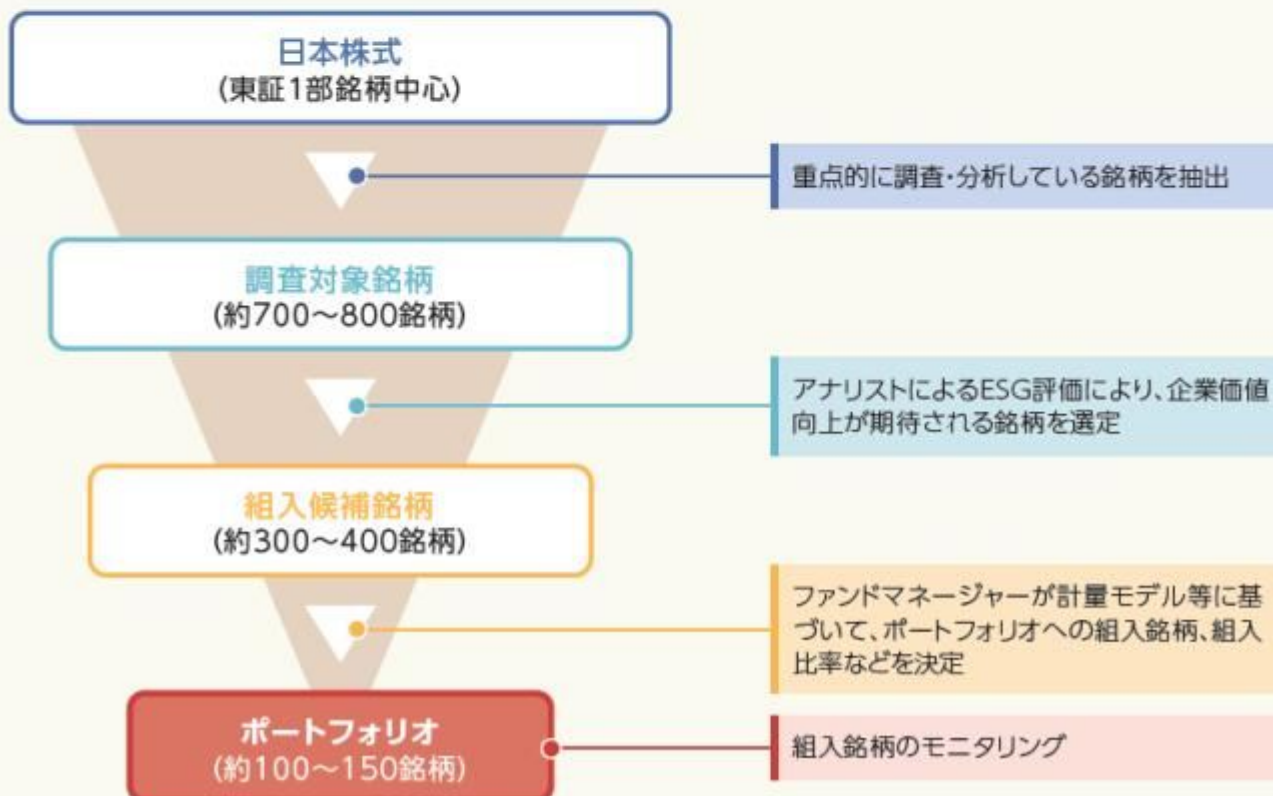 日本株式
(東証1部銘柄中心)
重点的に調査・分析している銘柄を抽出
調査対象銘柄
(約700～800銘柄)
アナリストによるESG評価により、企業価値
向上が期待される銘柄を選定
組入候補銘柄
(約300～400銘柄)
ファンドマネージャーが計量モデル等に基
づいて、ポートフォリオへの組入銘柄、組入
比率などを決定
ポートフォリオ
(約100～150銘柄)
組入銘柄のモニタリング